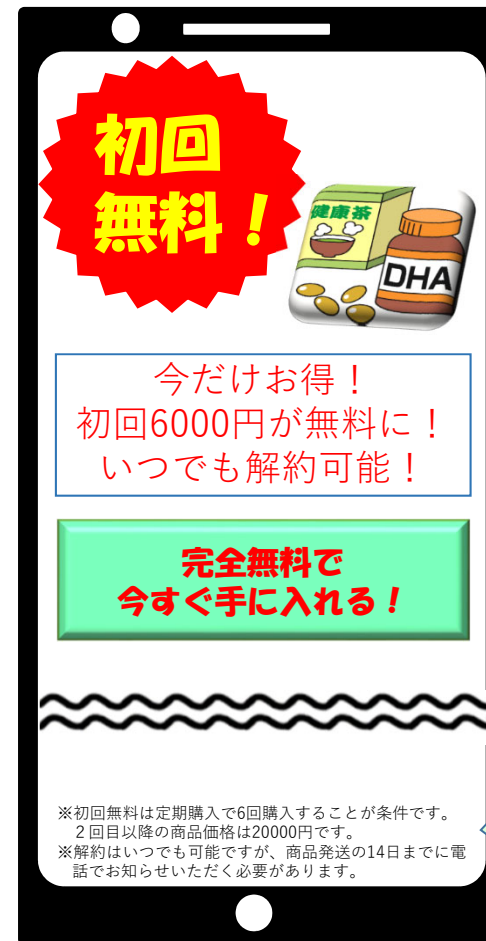 初回
無料！
健康茶
DHA
今だけお得！
初回6000円が無料に！
いつでも解約可能！
完全無料で
今すぐ手に入れる！
※初回無料は定期購入で6回購入することが条件です。
２回目以降の商品価格は20000円です。
※解約はいつでも可能ですが、商品発送の14日までに電
話でお知らせいただく必要があります。